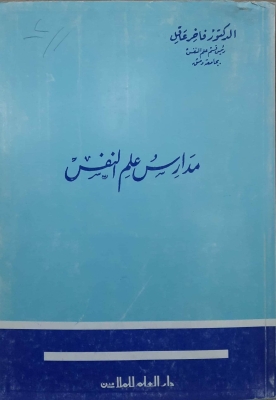 الدكتور فاخر عاقل
رئيس قسم علم النفس
بجامعة دمشق
مدارس علم النفس
دار العلم للملايين